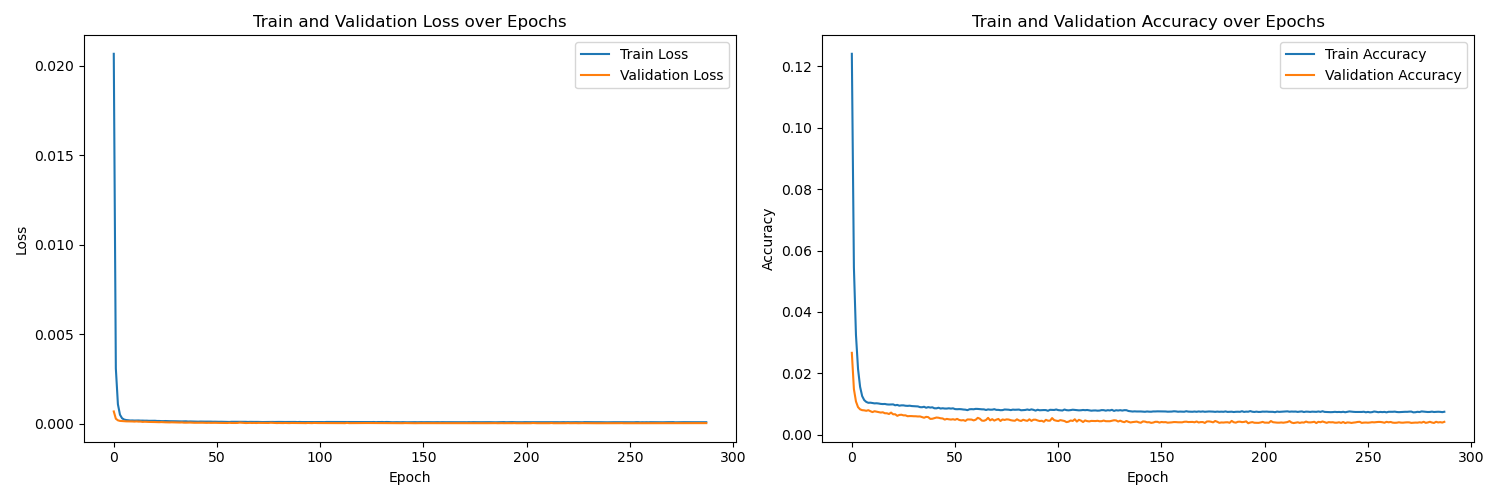 Train and Validation Loss over Epochs
Train Loss
Validation Loss
0.020
0.015
0.010
0.005
0.000
Loss
0
50
100
150
200
250
300
Epoch
Train and Validation Accuracy over Epochs
Train Accuracy
Validation Accuracy
0.12
0.10
0.08
0.06
0.04
0.02
0.00
Accuracy
0
50
100
150
200
250
300
Epoch